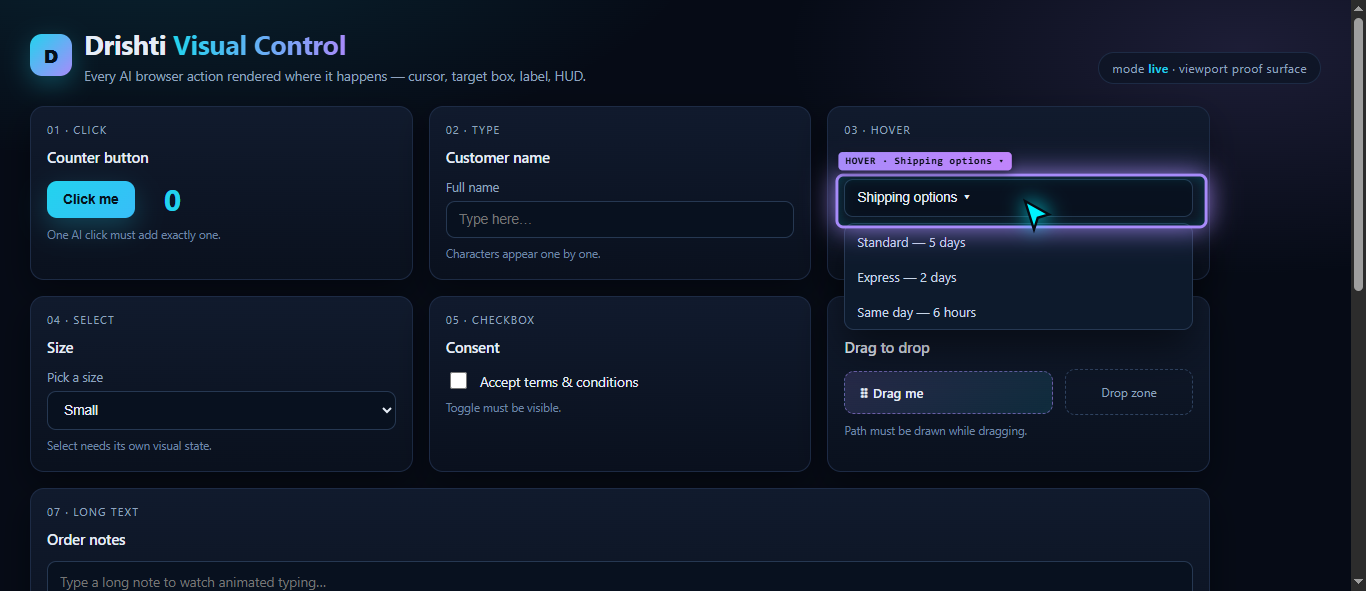 D
Drishti Visual Control
Every AI browser action rendered where it happens — cursor, target box, label, HUD.
mode live · viewport proof surface
01 · CLICK
Counter button
Click me
0
One AI click must add exactly one.
02 · TYPE
Customer name
Full name
Type here…
Characters appear one by one.
03 · HOVER
HOVER · Shipping options ▾
Shipping options ▾
Standard — 5 days
Express — 2 days
Same day — 6 hours
04 · SELECT
Size
Pick a size
Small
Select needs its own visual state.
05 · CHECKBOX
Consent
Accept terms & conditions
Toggle must be visible.
Drag to drop
⠿ Drag me
Drop zone
Path must be drawn while dragging.
07 · LONG TEXT
Order notes
Type a long note to watch animated typing…